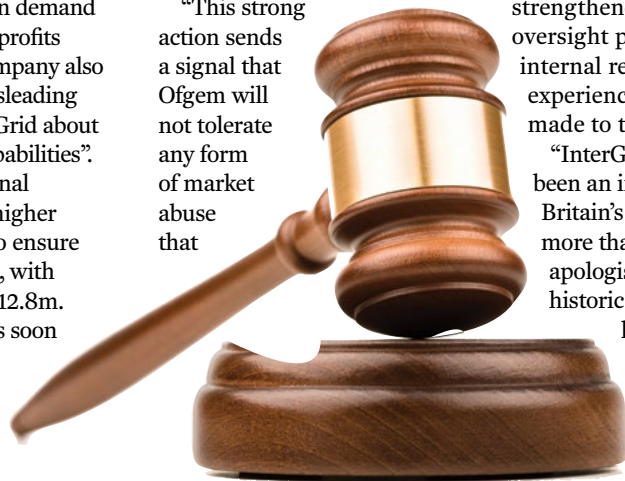 n demand
profits
mpany also
sleading
Grid about
pabilities”.
nal
higher
o ensure
, with
12.8m.
s soon
“This strong
action sends
a signal that
Ofgem will
not tolerate
any form
of market
abuse
that
strengthen
oversight p
internal re
experienc
made to t
“InterG
been an i
Britain’s
more tha
apologis
historic